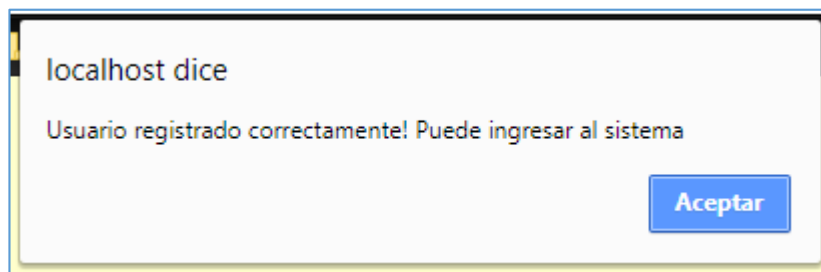 localhost dice
Usuario registrado correctamente! Puede ingresar al sistema
Aceptar